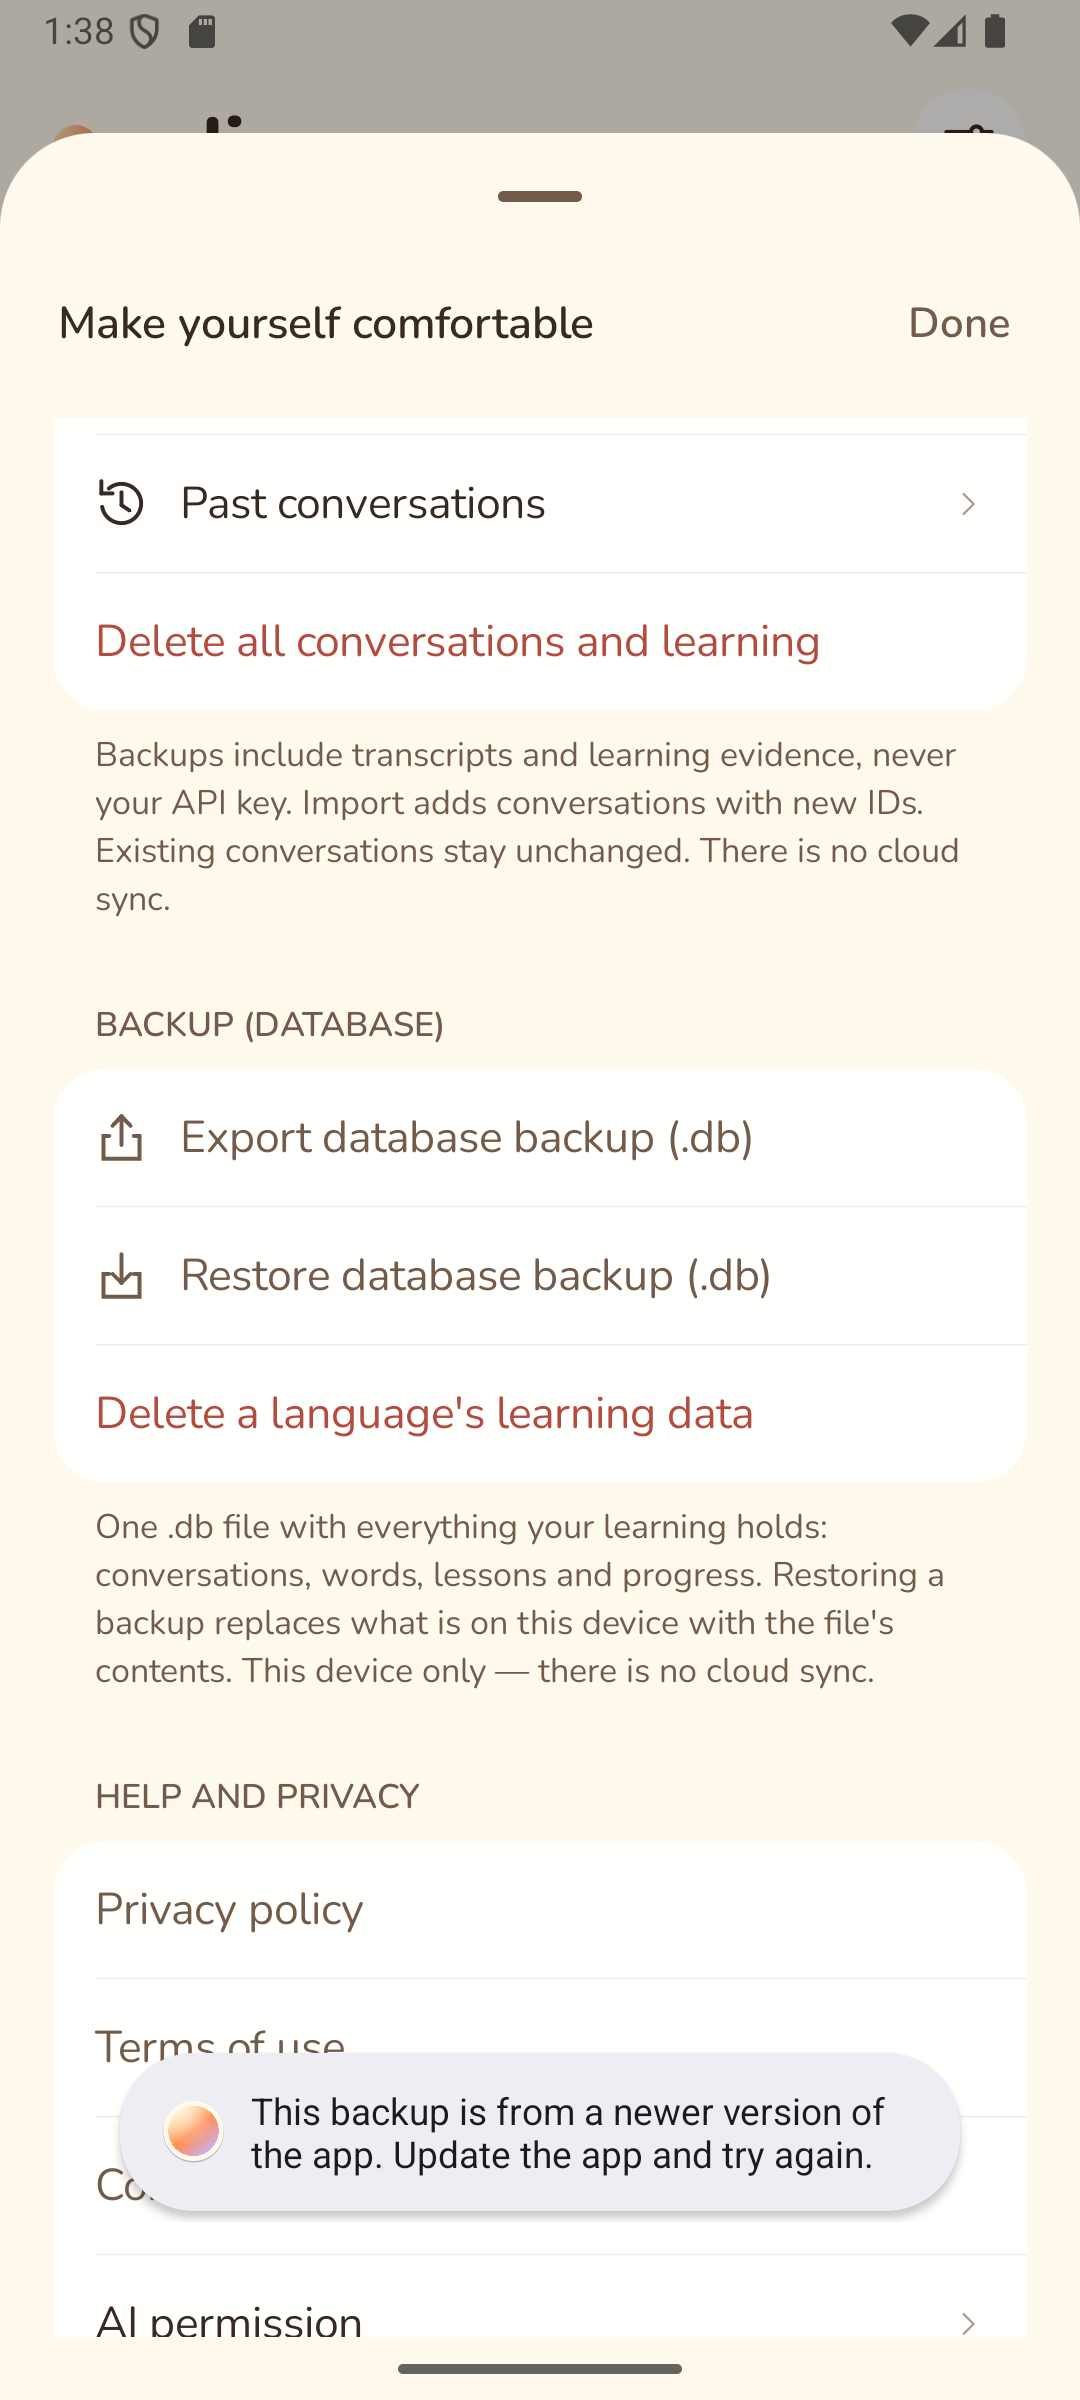 1:38
Make yourself comfortable
Done
Past conversations
Delete all conversations and learning
Backups include transcripts and learning evidence, never
your API key. Import adds conversations with new IDs.
Existing conversations stay unchanged. There is no cloud
sync.
BACKUP (DATABASE)
Export database backup (.db)
Restore database backup (.db)
Delete a language's learning data
One .db file with everything your learning holds:
conversations, words, lessons and progress. Restoring a
backup replaces what is on this device with the file's
contents. This device only — there is no cloud sync.
HELP AND PRIVACY
Privacy policy
Terms of use
This backup is from a newer version of
the app. Update the app and try again.
AI permission